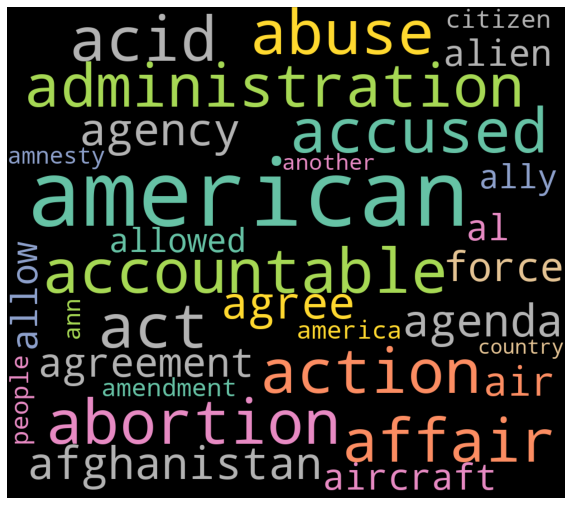 citizen
acid
abuse
alien
administration
agency
accused
amnesty
another
american
ally
al
allowed
allow
accountable
force
agree
ann
act
america
agenda
country
agreement
action
air
people
amendment
abortion
affair
afghanistan
aircraft